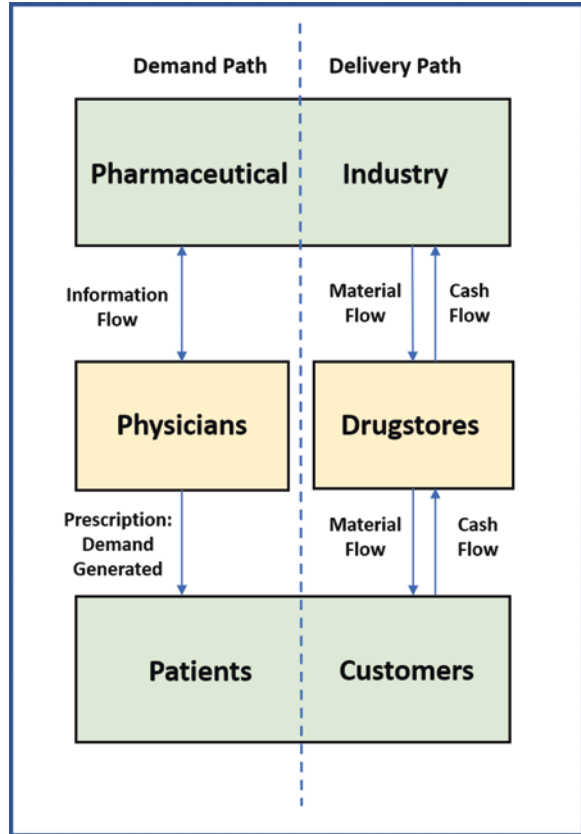 Demand Path
Delivery Path
Pharmaceutical
Industry
Information
Flow
Material
Flow
Cash
Flow
Physicians
Drugstores
Prescription:
Demand
Generated
Material
Flow
Cash
Flow
Patients
Customers